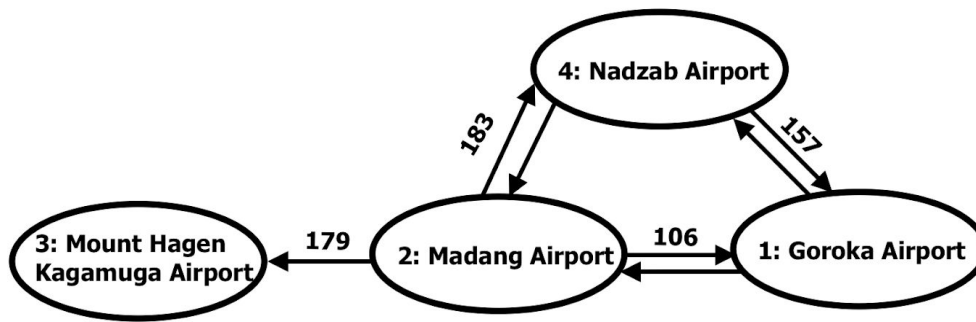 4: Nadzab Airport
183
157
3: Mount Hagen
Kagamuga Airport
179
2: Madang Airport
106
1: Goroka Airport